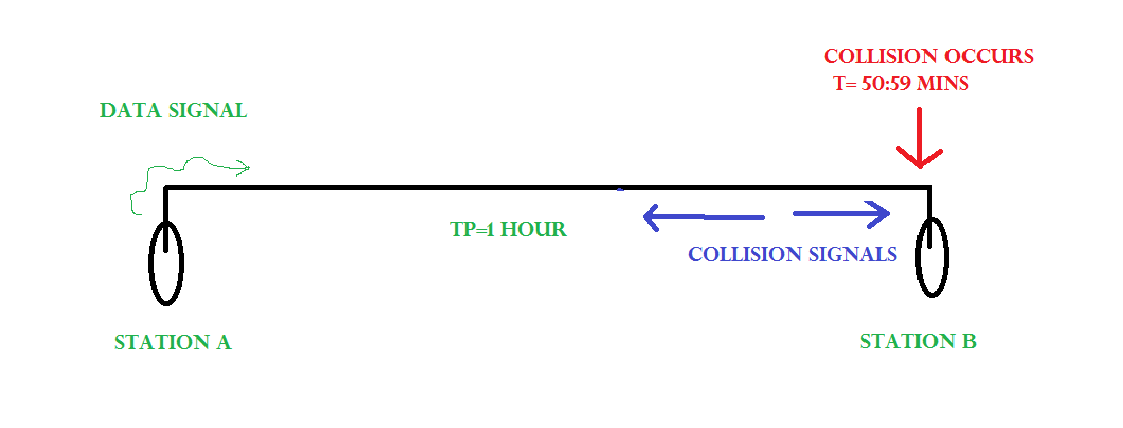 COLLISION OCCURS
T= 50:59 MINS
DATA SIGNAL
TP=1 HOUR
COLLISION SIGNALS
STATION A
STATION B